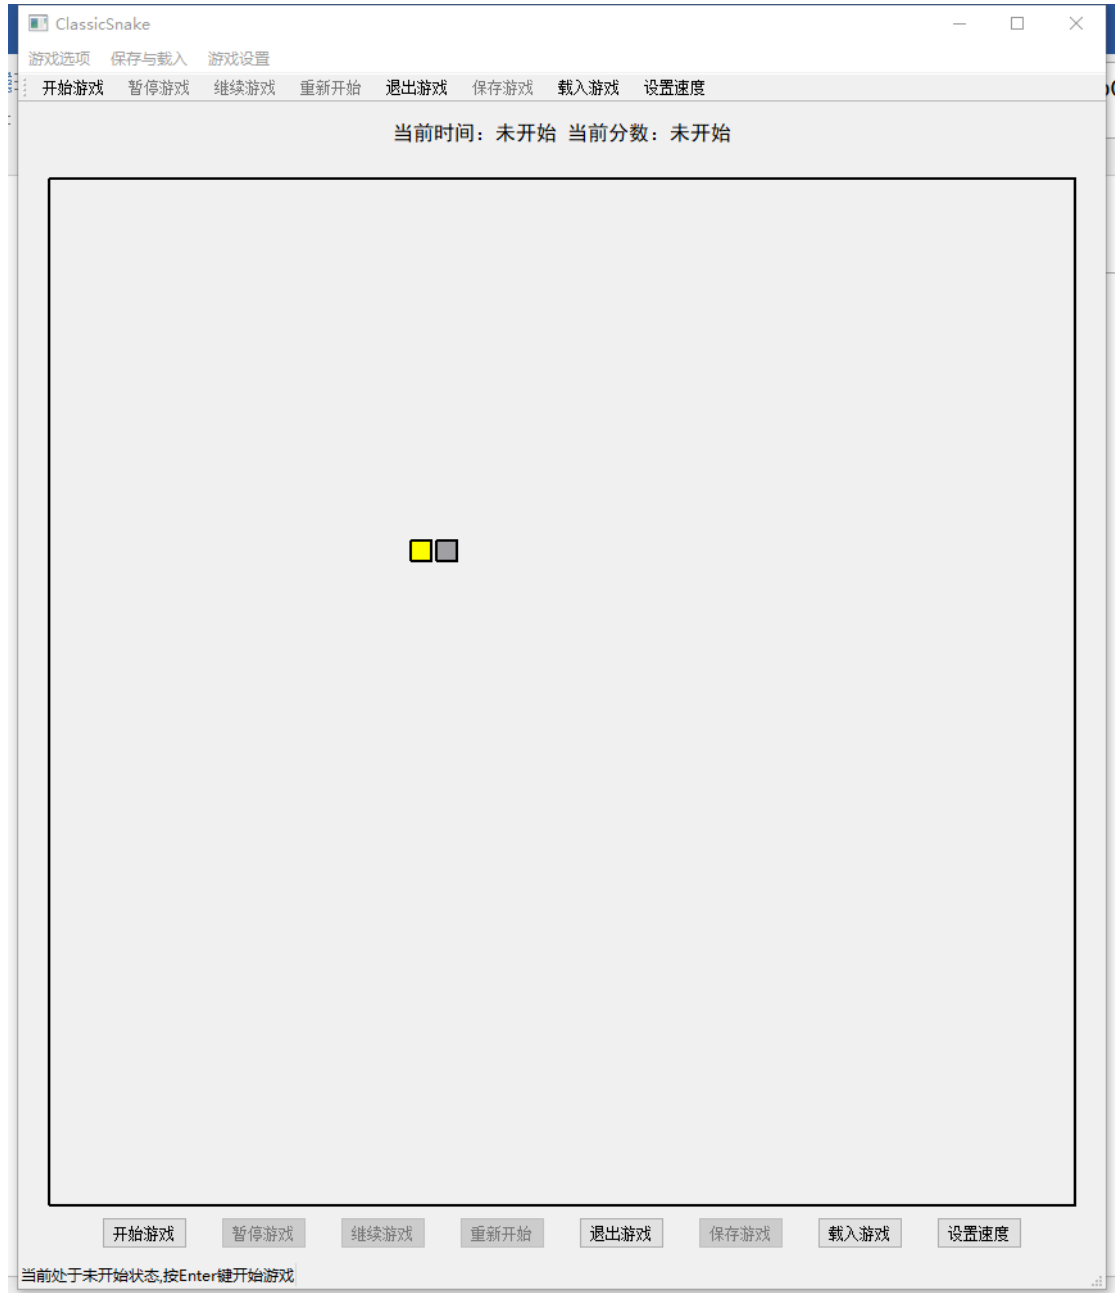 ClassicSnake
游戏选项 保存与载入 游戏设置
开始游戏 暂停游戏 继续游戏 重新开始 退出游戏 保存游戏 载入游戏 设置速度
当前时间：未开始 当前分数：未开始
开始游戏 暂停游戏 继续游戏 重新开始 退出游戏 保存游戏 载入游戏 设置速度
当前处于未开始状态,按Enter键开始游戏